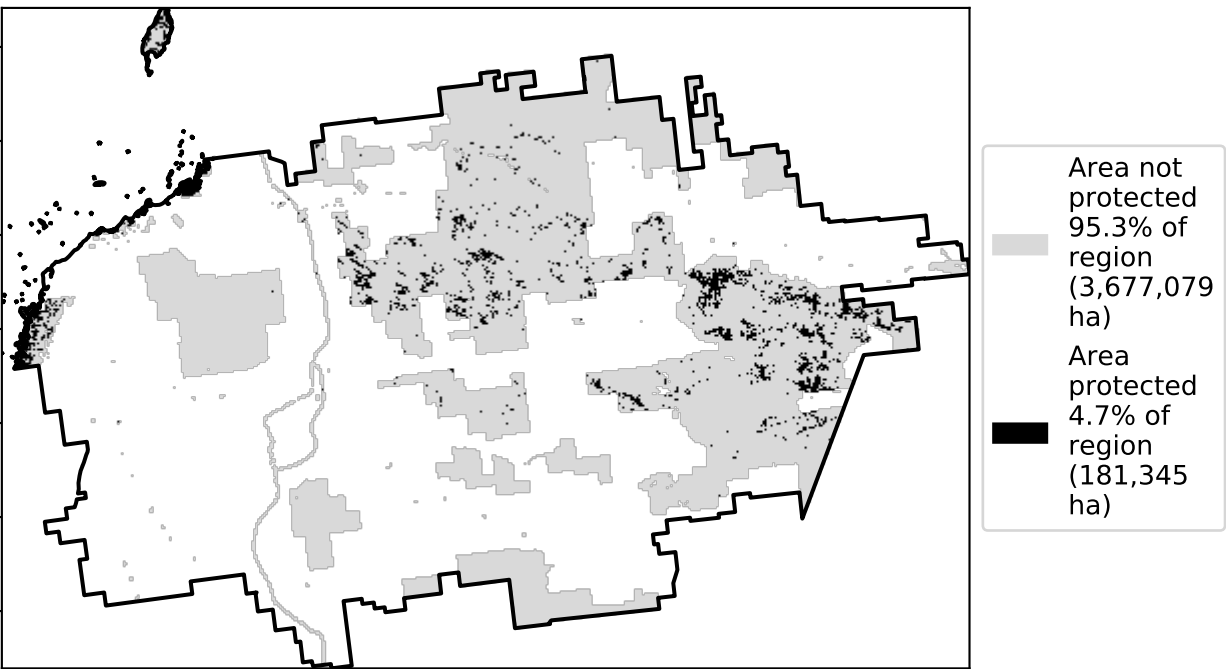 Area not
protected
95.3% of
region
(3,677,079
ha)
Area
protected
4.7% of
region
(181,345
ha)